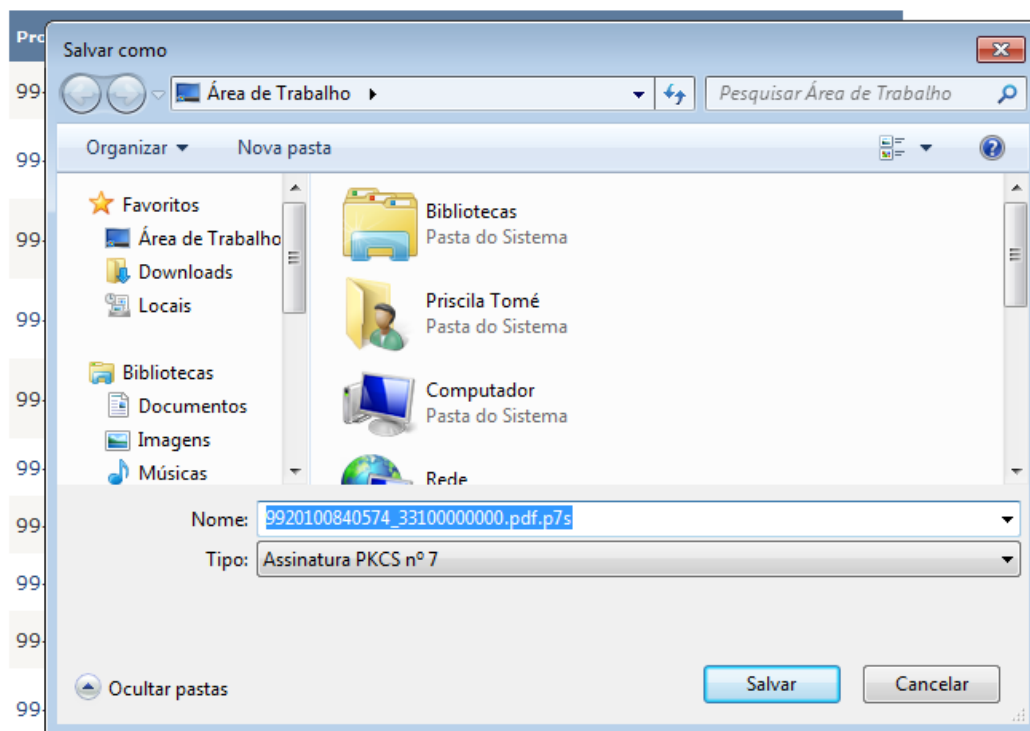 Pro
Salvar como
99-
Área de Trabalho
Pesquisar Área de Trabalho
Organizar
Nova pasta
99-
Favoritos
Área de Trabalho
Downloads
Locais
Bibliotecas
Pasta do Sistema
99-
Priscila Tomé
Pasta do Sistema
99-
Bibliotecas
Documentos
Imagens
Músicas
Computador
Pasta do Sistema
99-
Rede
99-
Nome: 9920100840574_33100000000.pdf.p7s
99-
Tipo: Assinatura PKCS nº 7
99-
99-
Ocultar pastas
Salvar
Cancelar
99-